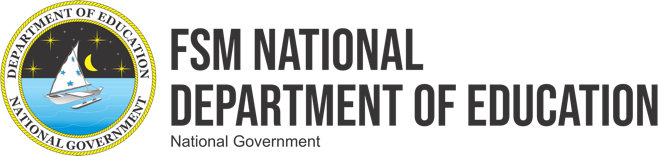 DEPARTMENT OF EDUCATION
NATIONAL GOVERNMENT
FSM NATIONAL
DEPARTMENT OF EDUCATION
National Government